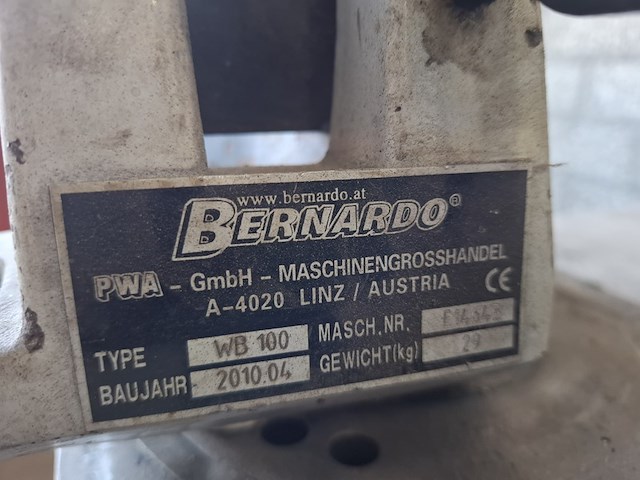 www.bernardo.at
BERNARDO®
PWA - GmbH - MASCHINENGROSSHANDEL
A-4020 LINZ / AUSTRIA CE
TYPE WB 100 MASCH.NR.
BAUJAHR 2010.04 GEWICHT(kg) 29